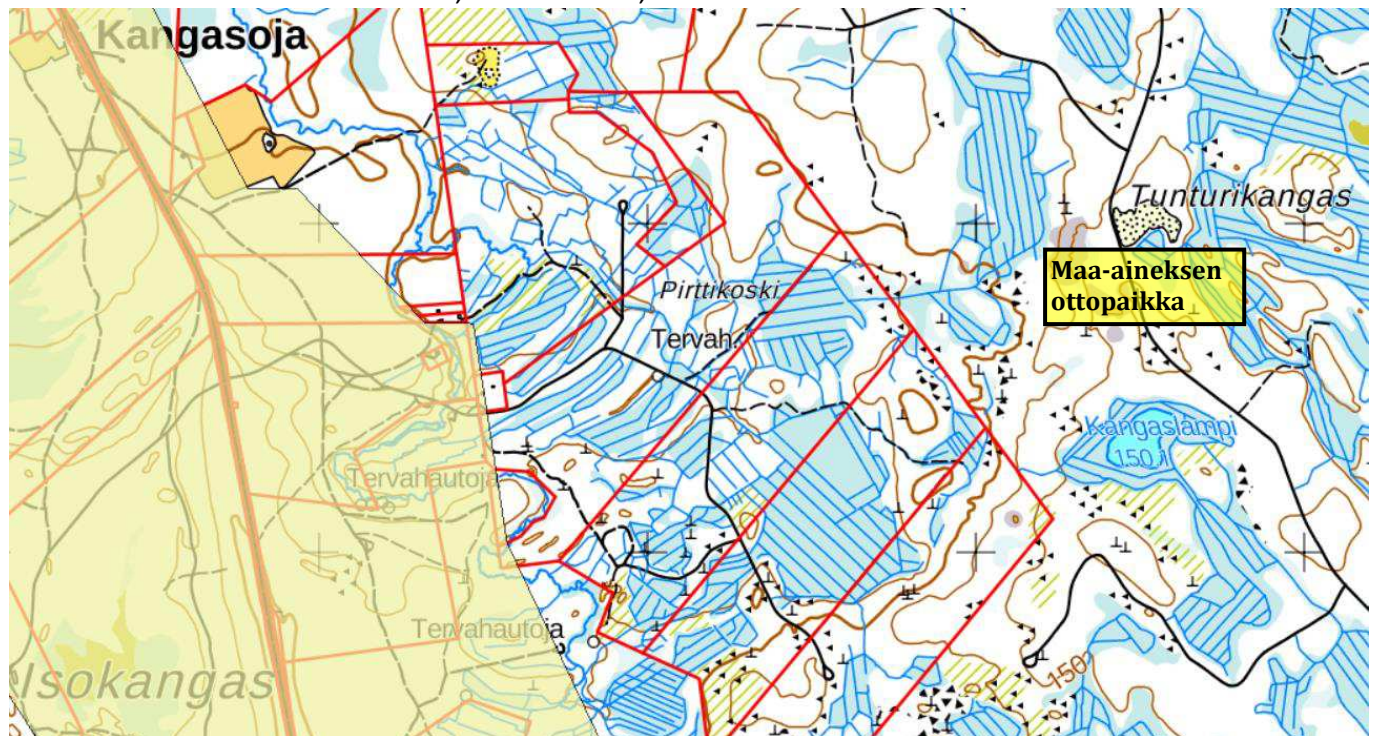 Kangasoja
Tunturikangas
Maa-aineksen
ottopaikka
Pirttikoski
Tervah.
Kangaslampi
150.1
Tervahautoja
Tervahautoja
150
Isokangas